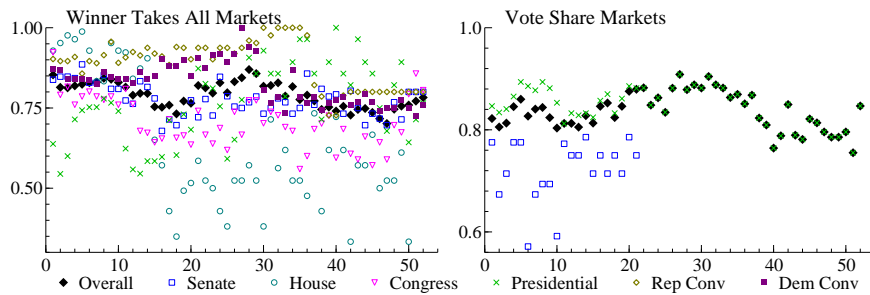 Winner Takes All Markets
Vote Share Markets
1.00
0.75
0.50
1.0
0.8
0.6
0 10 20 30 40 50
0 10 20 30 40 50
Overall Senate House Congress Presidential Rep Conv Dem Conv